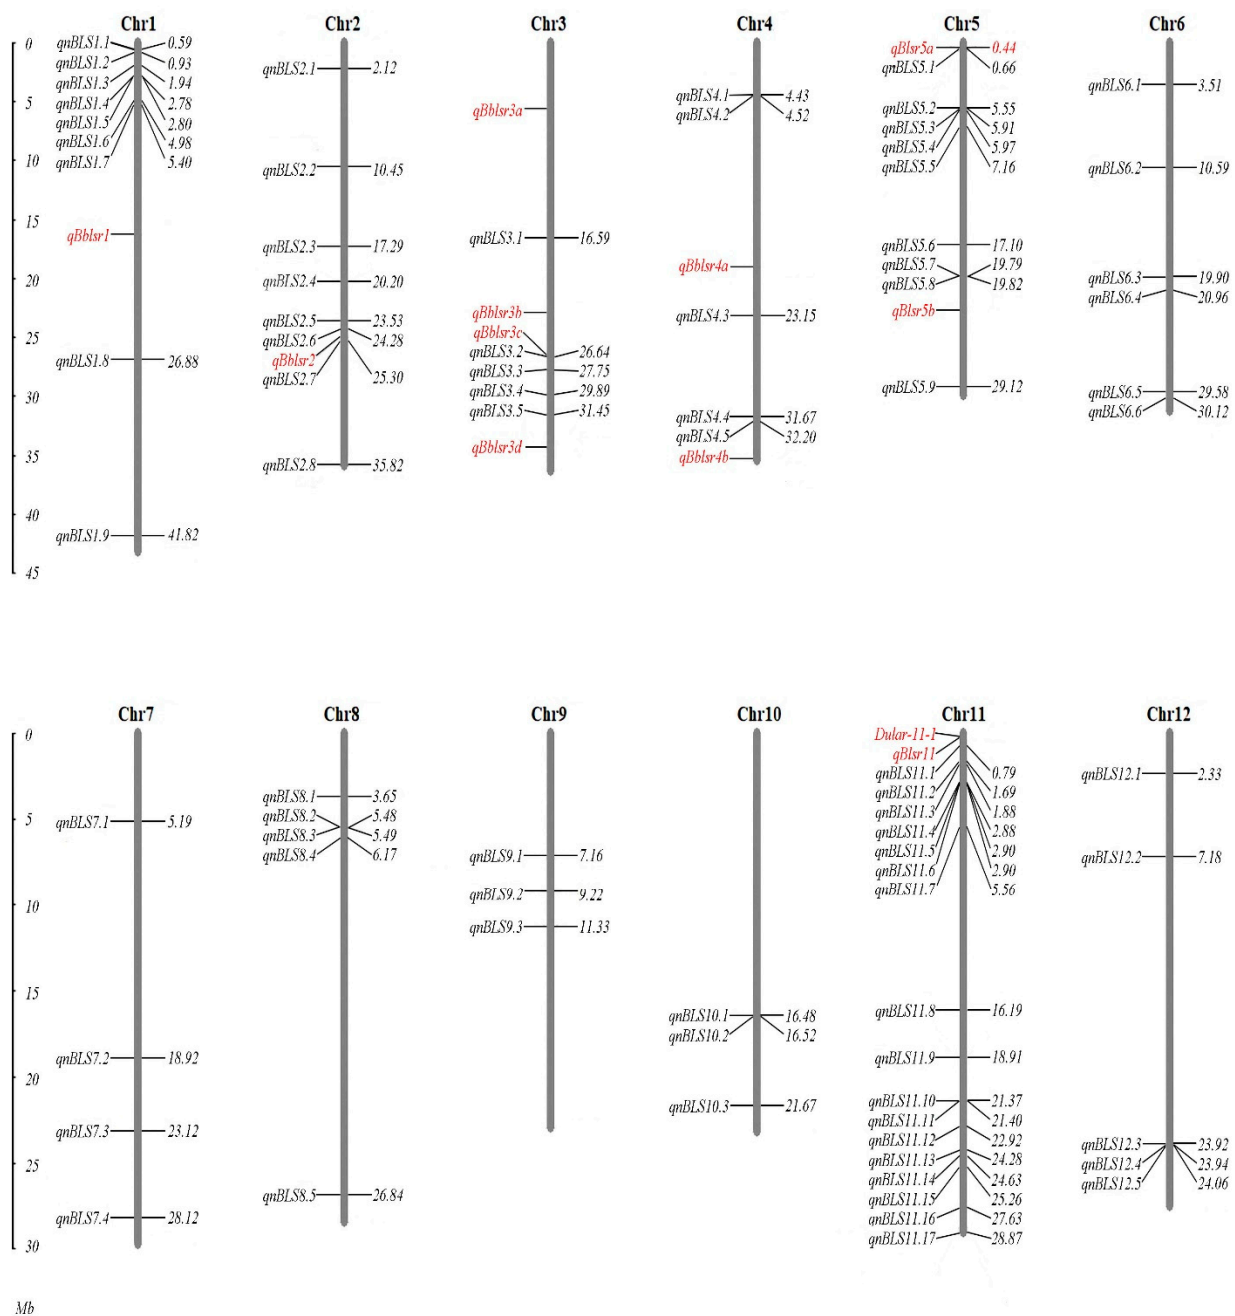 Chr1 Chr2 Chr3 Chr4 Chr5 Chr6
0
5
10
15
20
25
30
35
40
45
qnBLS1.1 0.59
qnBLS1.2 0.93
qnBLS1.3 1.94
qnBLS1.4 2.78
qnBLS1.5 2.80
qnBLS1.6 4.98
qnBLS1.7 5.40
qBblsr1
qnBLS1.8 26.88
qnBLS1.9 41.82
qnBLS2.1 2.12
qnBLS2.2 10.45
qnBLS2.3 17.29
qnBLS2.4 20.20
qnBLS2.5 23.53
qnBLS2.6 24.28
qBblsr2
qnBLS2.7 25.30
qnBLS2.8 35.82
qBblsr3a
qnBLS3.1 16.59
qBblsr3b
qBblsr3c
qnBLS3.2 26.64
qnBLS3.3 27.75
qnBLS3.4 29.89
qnBLS3.5 31.45
qBblsr3d
qnBLS4.1 4.43
qnBLS4.2 4.52
qBblsr4a
qnBLS4.3 23.15
qnBLS4.4 31.67
qnBLS4.5 32.20
qBblsr4b
qBlsr5a 0.44
qnBLS5.1 0.66
qnBLS5.2 5.55
qnBLS5.3 5.91
qnBLS5.4 5.97
qnBLS5.5 7.16
qnBLS5.6 17.10
qnBLS5.7 19.79
qnBLS5.8 19.82
qBlsr5b
qnBLS5.9 29.12
qnBLS6.1 3.51
qnBLS6.2 10.59
qnBLS6.3 19.90
qnBLS6.4 20.96
qnBLS6.5 29.58
qnBLS6.6 30.12
Chr7 Chr8 Chr9 Chr10 Chr11 Chr12
0
5
10
15
20
25
30
Mb
qnBLS7.1 5.19
qnBLS7.2 18.92
qnBLS7.3 23.12
qnBLS7.4 28.12
qnBLS8.1 3.65
qnBLS8.2 5.48
qnBLS8.3 5.49
qnBLS8.4 6.17
qnBLS8.5 26.84
qnBLS9.1 7.16
qnBLS9.2 9.22
qnBLS9.3 11.33
qnBLS10.1 16.48
qnBLS10.2 16.52
qnBLS10.3 21.67
Dular-11-1
qBlsr11
qnBLS11.1 0.79
qnBLS11.2 1.69
qnBLS11.3 1.88
qnBLS11.4 2.88
qnBLS11.5 2.90
qnBLS11.6 2.90
qnBLS11.7 5.56
qnBLS11.8 16.19
qnBLS11.9 18.91
qnBLS11.10 21.37
qnBLS11.11 21.40
qnBLS11.12 22.92
qnBLS11.13 24.28
qnBLS11.14 24.63
qnBLS11.15 25.26
qnBLS11.16 27.63
qnBLS11.17 28.87
qnBLS12.1 2.33
qnBLS12.2 7.18
qnBLS12.3 23.92
qnBLS12.4 23.94
qnBLS12.5 24.06